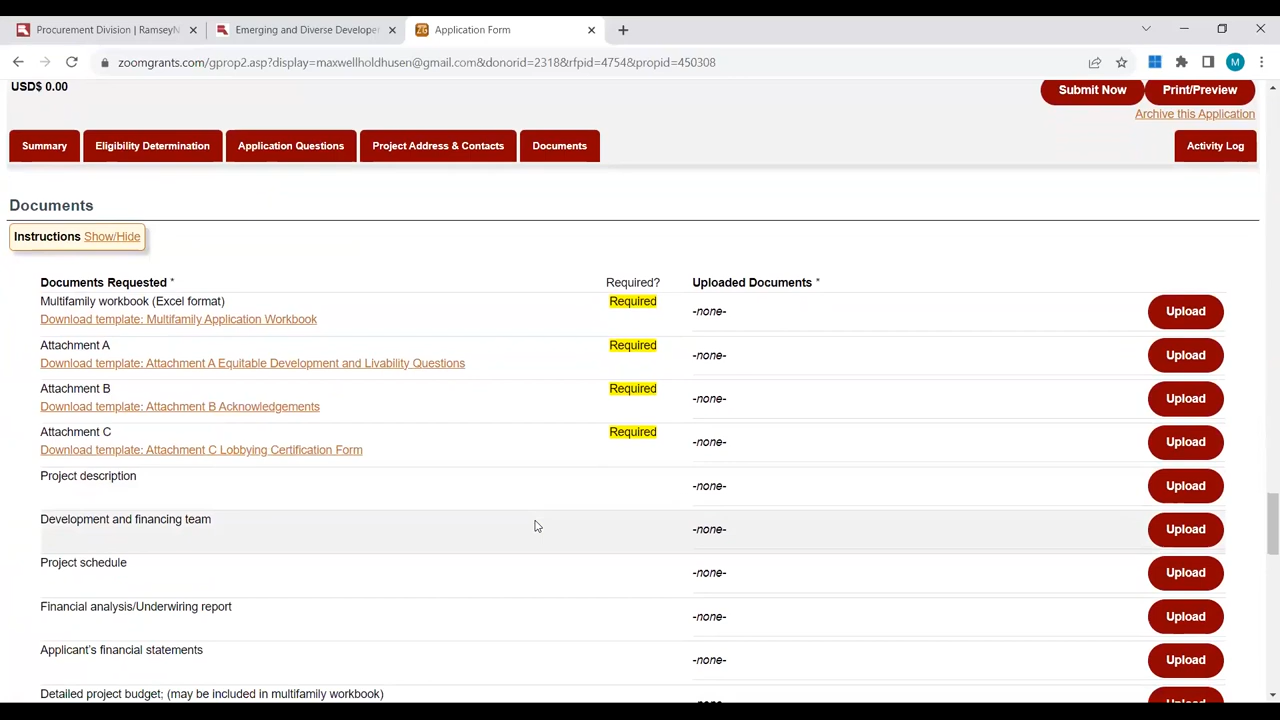 Procurement Division | RamseyN
Emerging and Diverse Develope
Application Form
zoomgrants.com/gprop2.asp?display=maxwellholdhusen@gmail.com&donorid=2318&rfpid=4754&propid=450308
M
USD$ 0.00
Submit Now
Print/Preview
Archive this Application
Summary
Eligibility Determination
Application Questions
Project Address & Contacts
Documents
Activity Log
Documents
Instructions Show/Hide
Documents Requested * Required? Uploaded Documents *
Multifamily workbook (Excel format) Required
Download template: Multifamily Application Workbook -none- Upload
Attachment A Required
Download template: Attachment A Equitable Development and Livability Questions -none- Upload
Attachment B Required
Download template: Attachment B Acknowledgements -none- Upload
Attachment C Required
Download template: Attachment C Lobbying Certification Form -none- Upload
Project description -none- Upload
Development and financing team -none- Upload
Project schedule -none- Upload
Financial analysis/Underwiring report -none- Upload
Applicant's financial statements -none- Upload
Detailed project budget; (may be included in multifamily workbook) -none- Upload